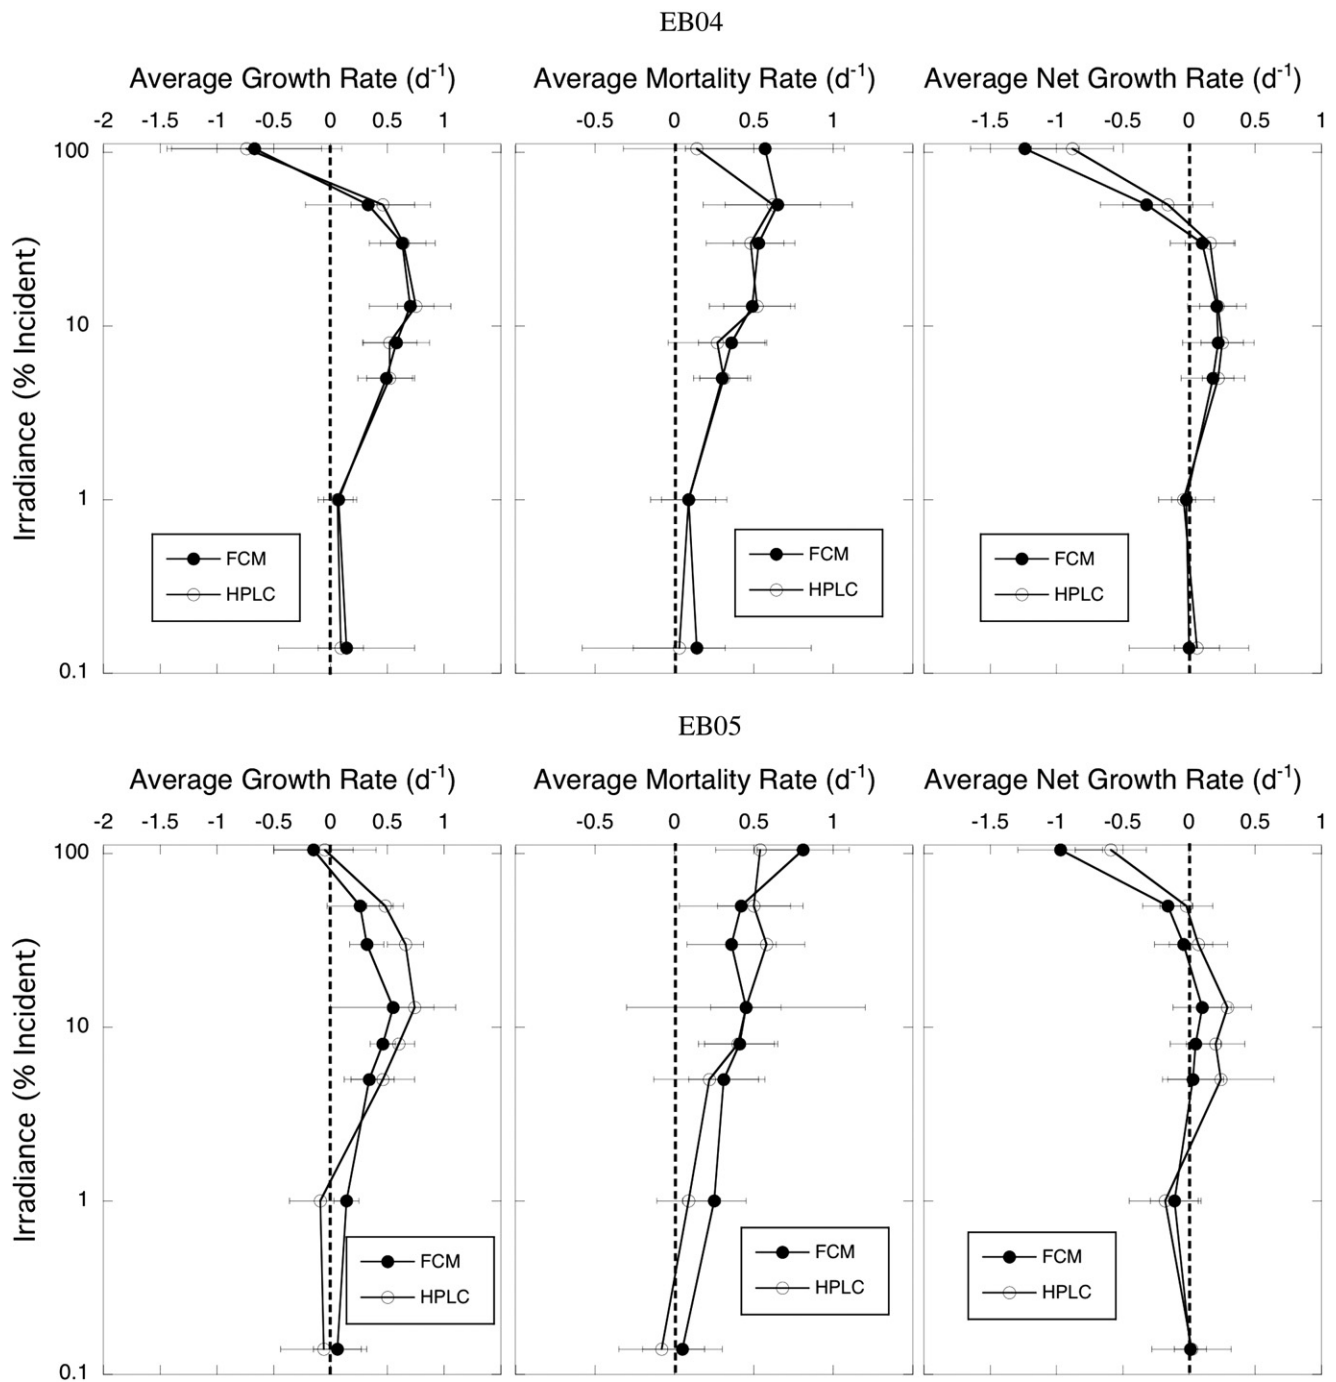 EB04
Average Growth Rate (d-1) Average Mortality Rate (d-1) Average Net Growth Rate (d-1)
-2 -1.5 -1 -0.5 0 0.5 1 -0.5 0 0.5 1 -1.5 -1 -0.5 0 0.5 1
100
10
1
0.1
Irradiance (% Incident)
FCM
HPLC
FCM
HPLC
FCM
HPLC
EB05
Average Growth Rate (d-1) Average Mortality Rate (d-1) Average Net Growth Rate (d-1)
-2 -1.5 -1 -0.5 0 0.5 1 -0.5 0 0.5 1 -1.5 -1 -0.5 0 0.5 1
100
10
1
0.1
Irradiance (% Incident)
FCM
HPLC
FCM
HPLC
FCM
HPLC